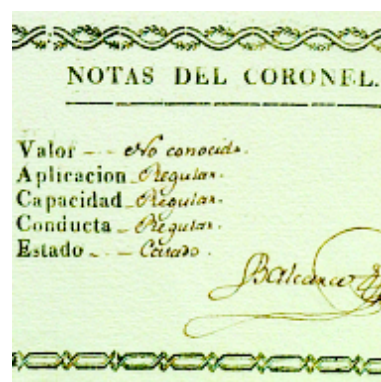 NOTAS DEL CORONEL.
Valor - - No conocido.
Aplicacion Regular.
Capacidad Regular.
Conducta Regular.
Estado - - Casado.